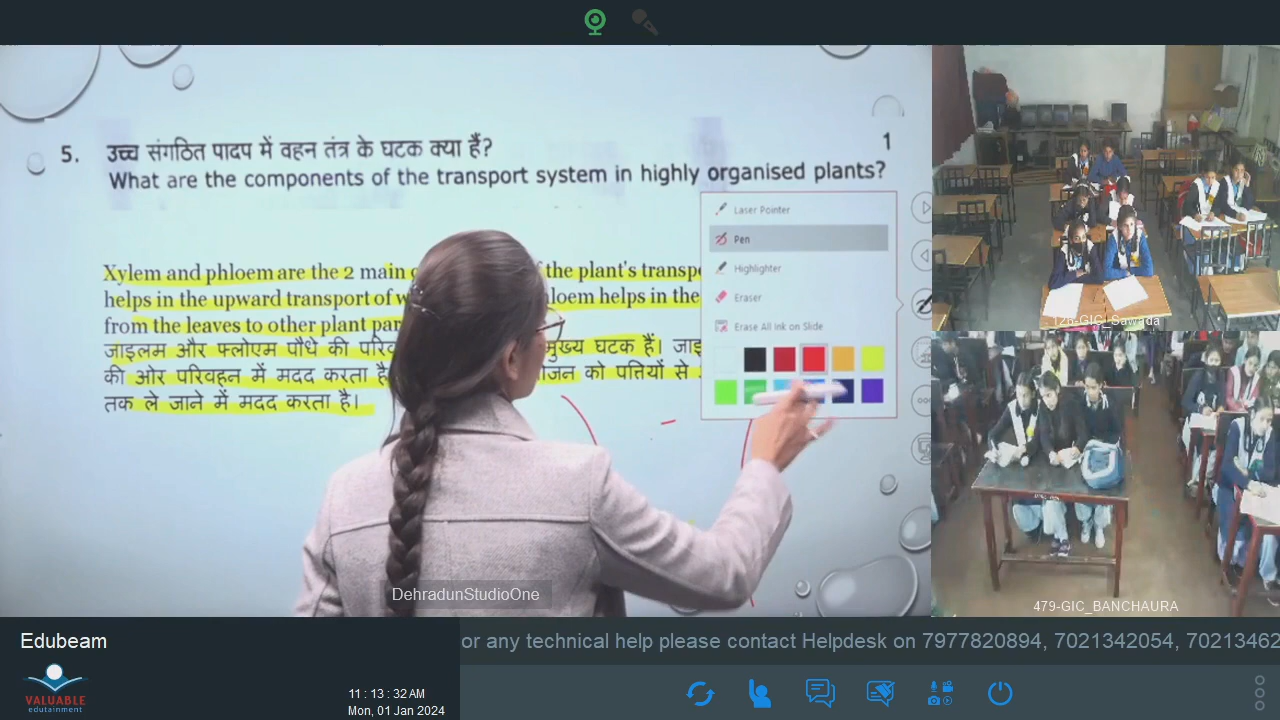 5. उच्च संगठित पादप में वहन तंत्र के घटक क्या हैं? 1
What are the components of the transport system in highly organised plants?
Laser Pointer
Pen
Highlighter
Eraser
Erase All Ink on Slide
Xylem and phloem are the 2 main the plant's transp
helps in the upward transport of loem helps in the
from the leaves to other plant par
जाइलम और फ्लोएम पौधे की मुख्य घटक हैं।
की ओर परिवहन में मदद करता है को पत्तियों से
तक ले जाने में मदद करता है।
DehradunStudioOne
126-GIC_Sawada
479-GIC_BANCHAURA
Edubeam
or any technical help please contact Helpdesk on 7977820894, 7021342054, 70213462
VALUABLE
edutainment
11 : 13 : 32 AM
Mon, 01 Jan 2024